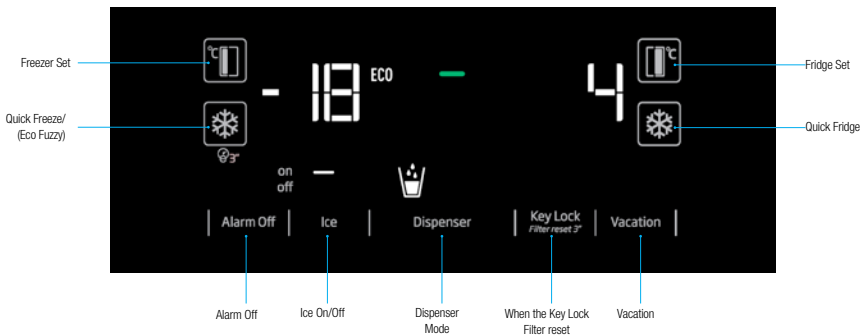 Freezer Set
°C
- 18
ECO
4
°C
Fridge Set
Quick Freeze/
(Eco Fuzzy)
3"
Quick Fridge
on
off
Alarm Off
Ice
Dispenser
Key Lock
Filter reset 3"
Vacation
Alarm Off
Ice On/Off
Dispenser
Mode
When the Key Lock
Filter reset
Vacation